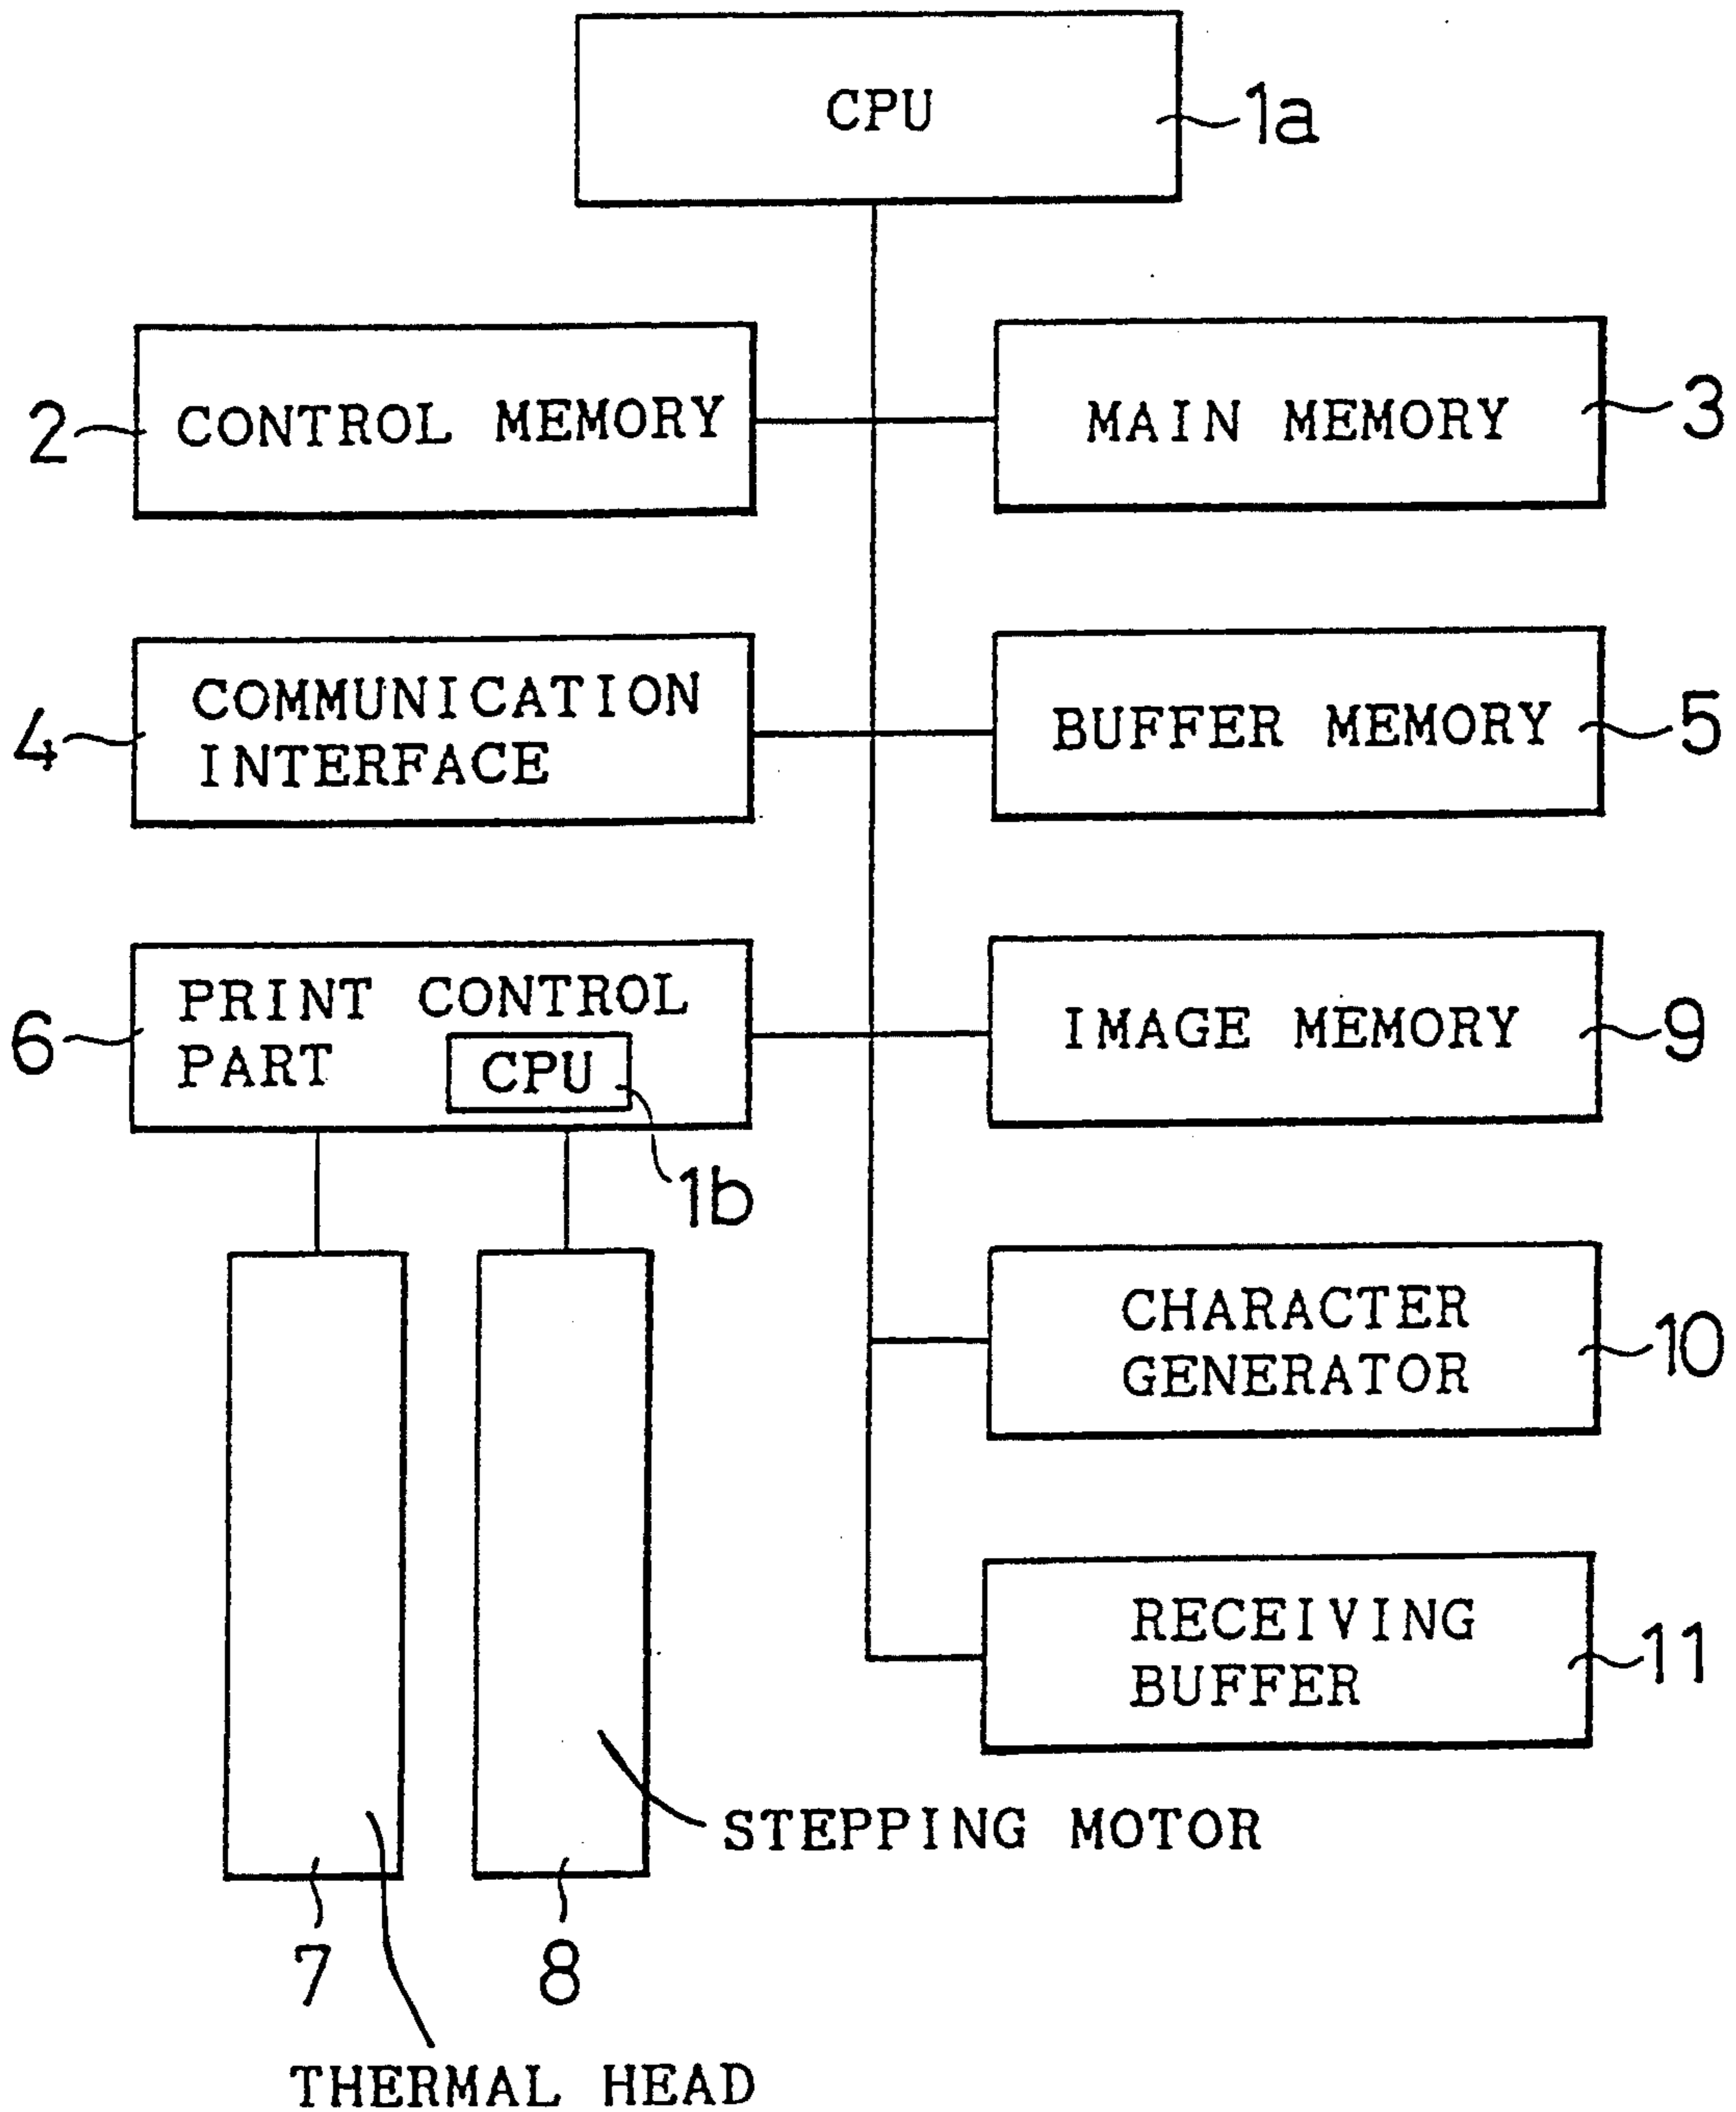 CPU
1a
2
CONTROL MEMORY
MAIN MEMORY
3
4
COMMUNICATION
INTERFACE
BUFFER MEMORY
5
6
PRINT CONTROL
PART
CPU
1b
IMAGE MEMORY
9
CHARACTER
GENERATOR
10
RECEIVING
BUFFER
11
STEPPING MOTOR
7
8
THERMAL HEAD